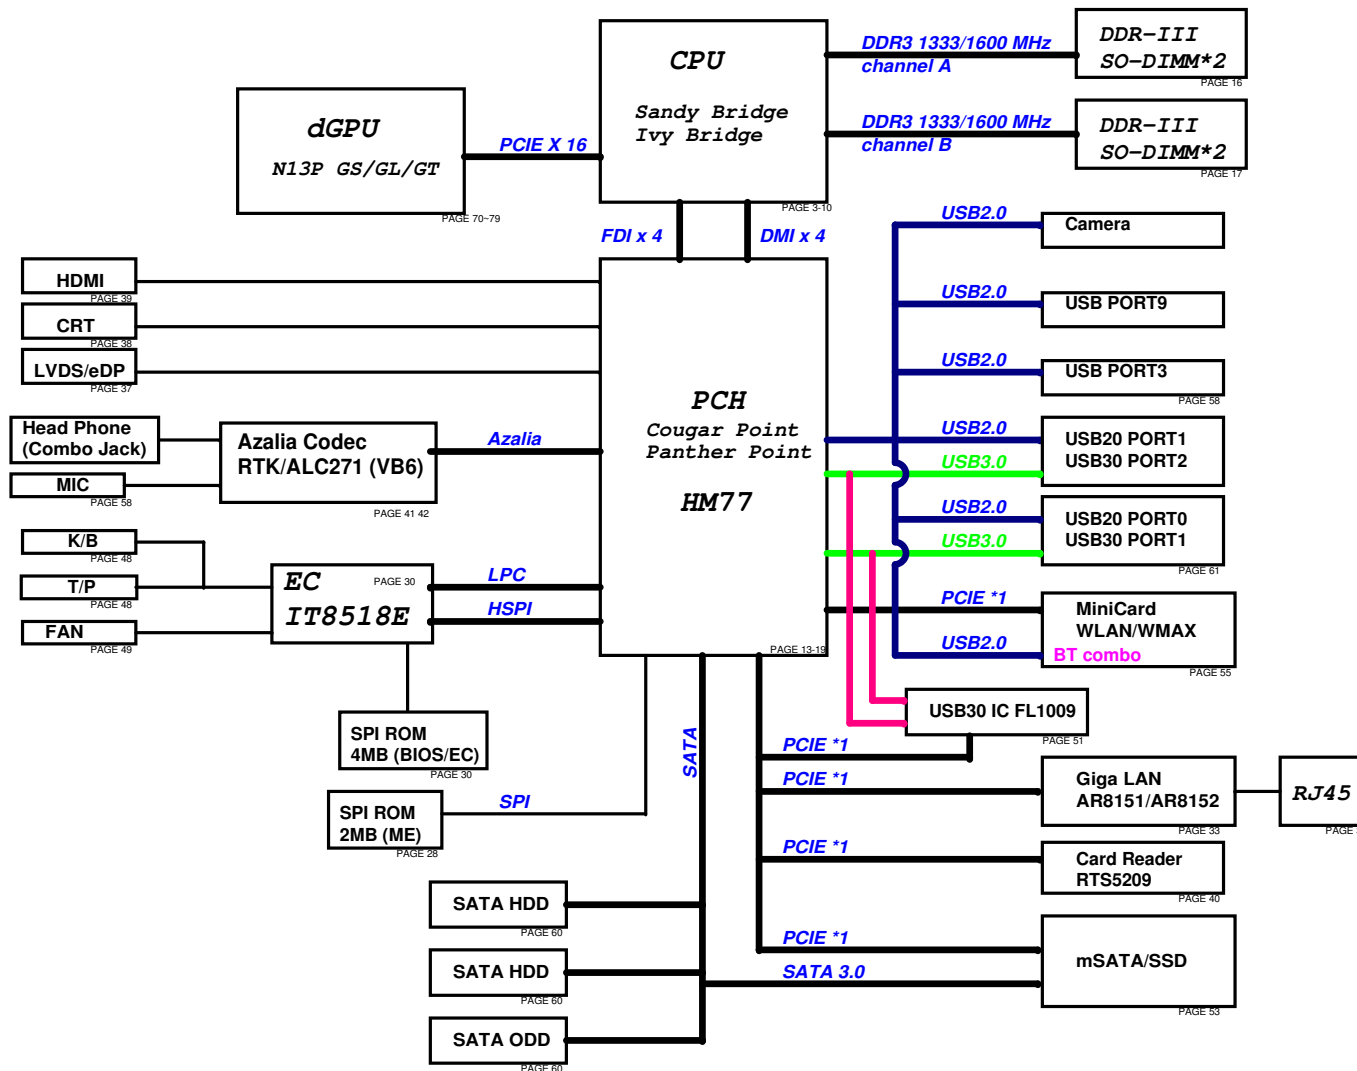 CPU
Sandy Bridge
Ivy Bridge
PAGE 3-10
DDR3 1333/1600 MHz
channel A
DDR-III
SO-DIMM*2
PAGE 16
DDR3 1333/1600 MHz
channel B
DDR-III
SO-DIMM*2
PAGE 17
dGPU
N13P GS/GL/GT
PAGE 70~79
PCIE X 16
FDI x 4
DMI x 4
HDMI
PAGE 39
CRT
PAGE 38
LVDS/eDP
PAGE 37
Head Phone
(Combo Jack)
MIC
PAGE 58
Azalia Codec
RTK/ALC271 (VB6)
PAGE 41 42
Azalia
K/B
PAGE 48
T/P
PAGE 48
FAN
PAGE 49
EC
PAGE 30
IT8518E
LPC
HSPI
PCH
Cougar Point
Panther Point
HM77
PAGE 13-19
USB2.0
Camera
USB2.0
USB PORT9
USB2.0
USB PORT3
PAGE 58
USB2.0
USB3.0
USB20 PORT1
USB30 PORT2
USB2.0
USB3.0
USB20 PORT0
USB30 PORT1
PAGE 61
PCIE *1
USB2.0
MiniCard
WLAN/WMAX
BT combo
PAGE 55
USB30 IC FL1009
PAGE 51
SPI ROM
4MB (BIOS/EC)
PAGE 30
SPI ROM
2MB (ME)
PAGE 28
SPI
SATA
PCIE *1
PCIE *1
Giga LAN
AR8151/AR8152
PAGE 33
RJ45
PAGE
PCIE *1
Card Reader
RTS5209
PAGE 40
PCIE *1
SATA 3.0
mSATA/SSD
PAGE 53
SATA HDD
PAGE 60
SATA HDD
PAGE 60
SATA ODD
PAGE 60